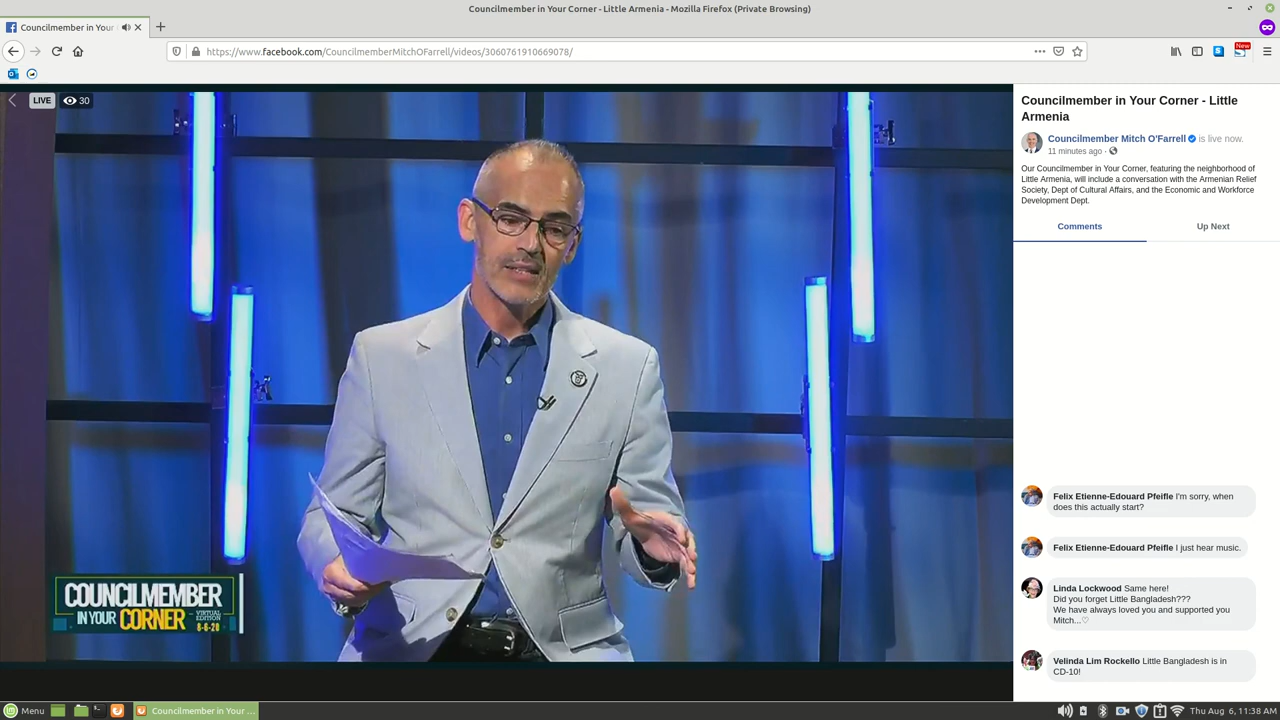 Councilmember in Your Corner - Little Armenia - Mozilla Firefox (Private Browsing)
Councilmember in Your
https://www.facebook.com/CouncilmemberMitchOFarrell/videos/3060761910669078/
New
LIVE
30
COUNCILMEMBER
IN YOUR CORNER
VIRTUAL
EDITION
8-6-20
Councilmember in Your Corner - Little
Armenia
Councilmember Mitch O'Farrell is live now.
11 minutes ago ·
Our Councilmember in Your Corner, featuring the neighborhood of
Little Armenia, will include a conversation with the Armenian Relief
Society, Dept of Cultural Affairs, and the Economic and Workforce
Development Dept.
Comments
Up Next
Felix Etienne-Edouard Pfeifle I'm sorry, when
does this actually start?
Felix Etienne-Edouard Pfeifle I just hear music.
Linda Lockwood Same here!
Did you forget Little Bangladesh???
We have always loved you and supported you
Mitch...♡
Velinda Lim Rockello Little Bangladesh is in
CD-10!
Menu
Councilmember in Your ...
Thu Aug 6, 11:38 AM